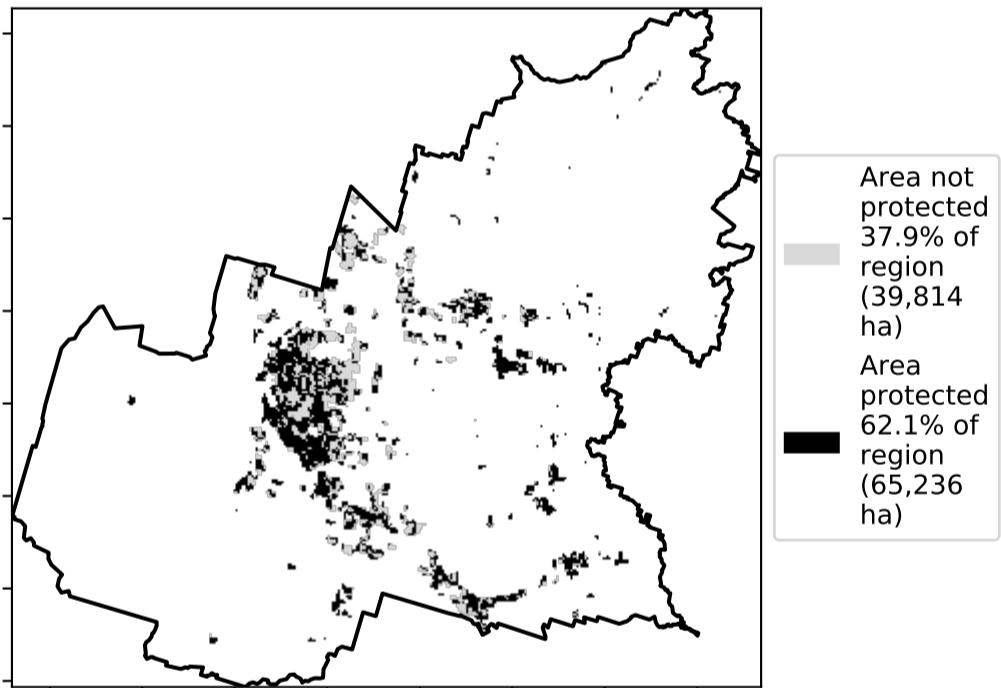 Area not
protected
37.9% of
region
(39,814
ha)
Area
protected
62.1% of
region
(65,236
ha)